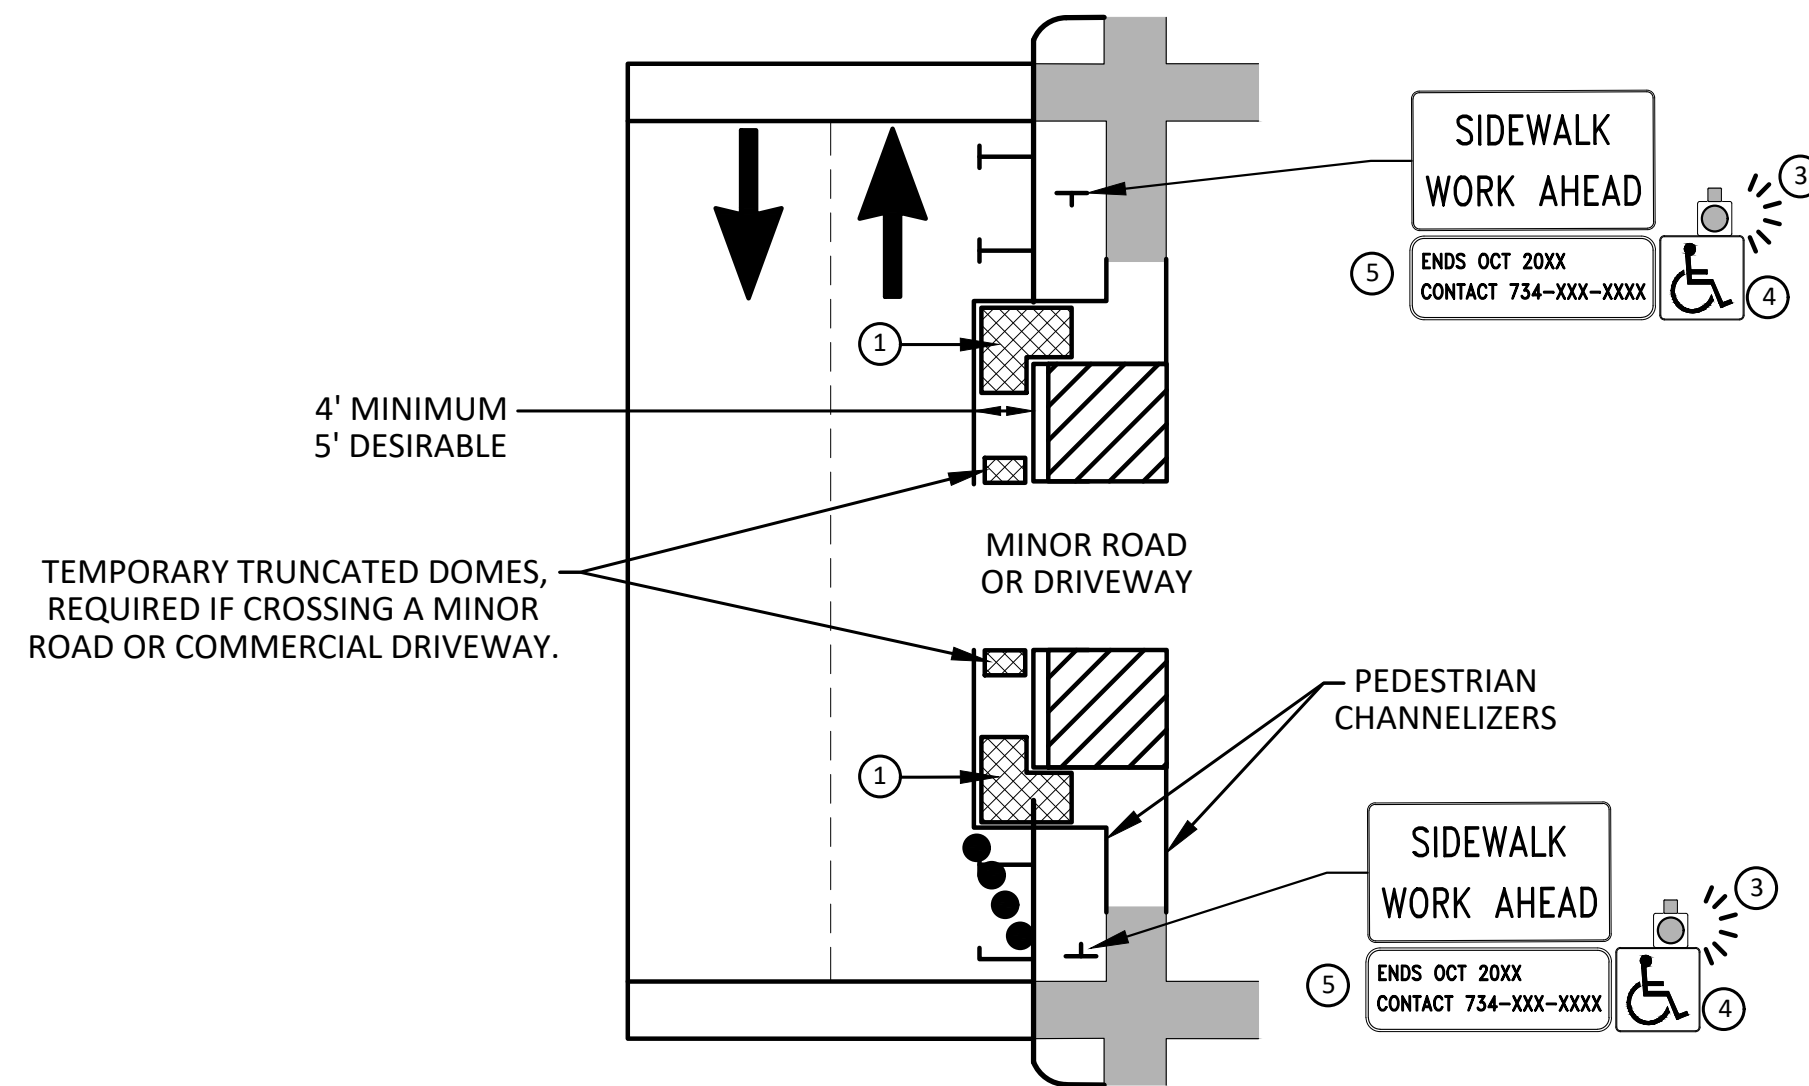 SIDEWALK
WORK AHEAD
3
5
ENDS OCT 20XX
CONTACT 734-XXX-XXXX
4
1
4' MINIMUM
5' DESIRABLE
MINOR ROAD
OR DRIVEWAY
TEMPORARY TRUNCATED DOMES,
REQUIRED IF CROSSING A MINOR
ROAD OR COMMERCIAL DRIVEWAY.
PEDESTRIAN
CHANNELIZERS
1
SIDEWALK
WORK AHEAD
3
5
ENDS OCT 20XX
CONTACT 734-XXX-XXXX
4